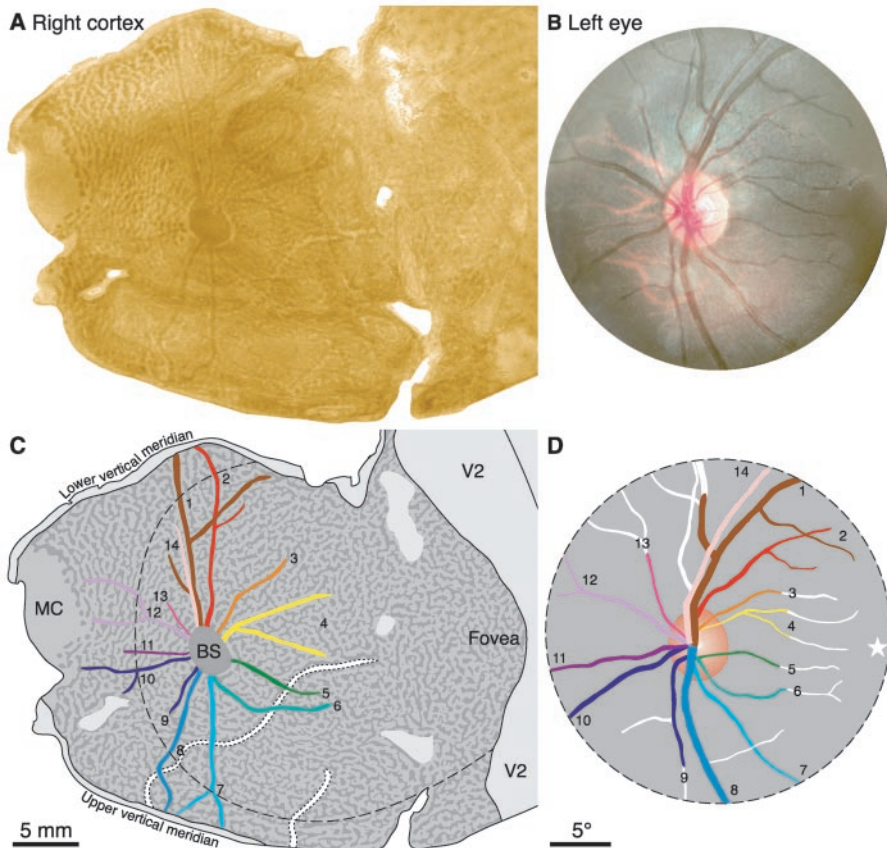 A Right cortex
B Left eye
C
Lower vertical meridian
V2
1
2
14
3
MC
13
12
4
11
BS
Fovea
10
5
6
9
8
7
V2
Upper vertical meridian
5 mm
D
14
1
2
13
12
3
4
11
5
6
10
9
8
7
5°